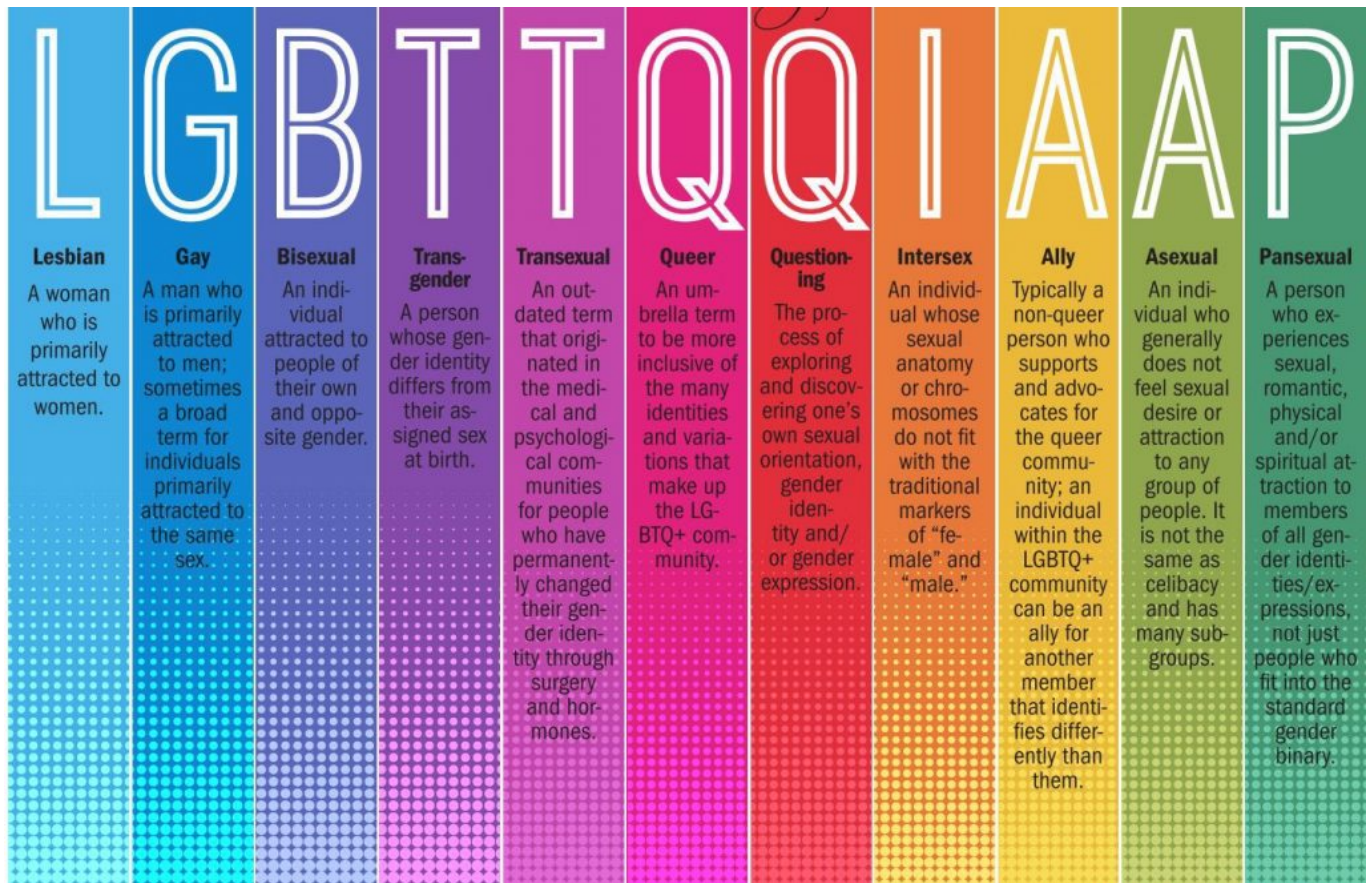 L
Lesbian
A woman
who is
primarily
attracted to
women.
G
Gay
A man who
is primarily
attracted
to men;
sometimes
a broad
term for
individuals
primarily
attracted to
the same
sex.
B
Bisexual
An indi-
vidual
attracted to
people of
their own
and oppo-
site gender.
T
Trans-
gender
A person
whose gen-
der identity
differs from
their as-
signed sex
at birth.
T
Transexual
An out-
dated term
that origi-
nated in
the medi-
cal and
psychologi-
cal com-
munities
for people
who have
permanent-
ly changed
their gen-
der iden-
tity through
surgery
and hor-
mones.
Q
Queer
An um-
brella term
to be more
inclusive of
the many
identities
and varia-
tions that
make up
the LG-
BTQ+ com-
munity.
Q
Question-
ing
The pro-
cess of
exploring
and discov-
ering one's
own sexual
orientation,
gender
iden-
tity and/
or gender
expression.
I
Intersex
An individ-
ual whose
sexual
anatomy
or chro-
mosomes
do not fit
with the
traditional
markers
of “fe-
male” and
“male.”
A
Ally
Typically a
non-queer
person who
supports
and advo-
cates for
the queer
commu-
nity; an
individual
within the
LGBTQ+
community
can be an
ally for
another
member
that identi-
fies differ-
ently than
them.
A
Asexual
An indi-
vidual who
generally
does not
feel sexual
desire or
attraction
to any
group of
people. It
is not the
same as
celibacy
and has
many sub-
groups.
P
Pansexual
A person
who ex-
periences
sexual,
romantic,
physical
and/or
spiritual at-
traction to
members
of all gen-
der identi-
ties/ex-
pressions,
not just
people who
fit into the
standard
gender
binary.